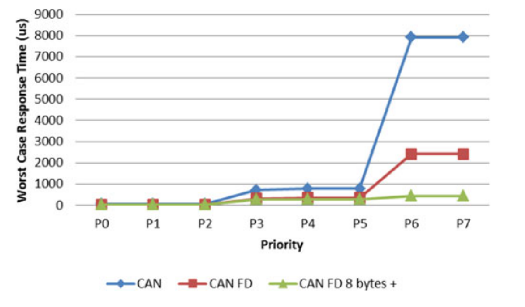 Worst Case Response Time (us)
9000
8000
7000
6000
5000
4000
3000
2000
1000
0
P0 P1 P2 P3 P4 P5 P6 P7
Priority
CAN CAN FD CAN FD 8 bytes +